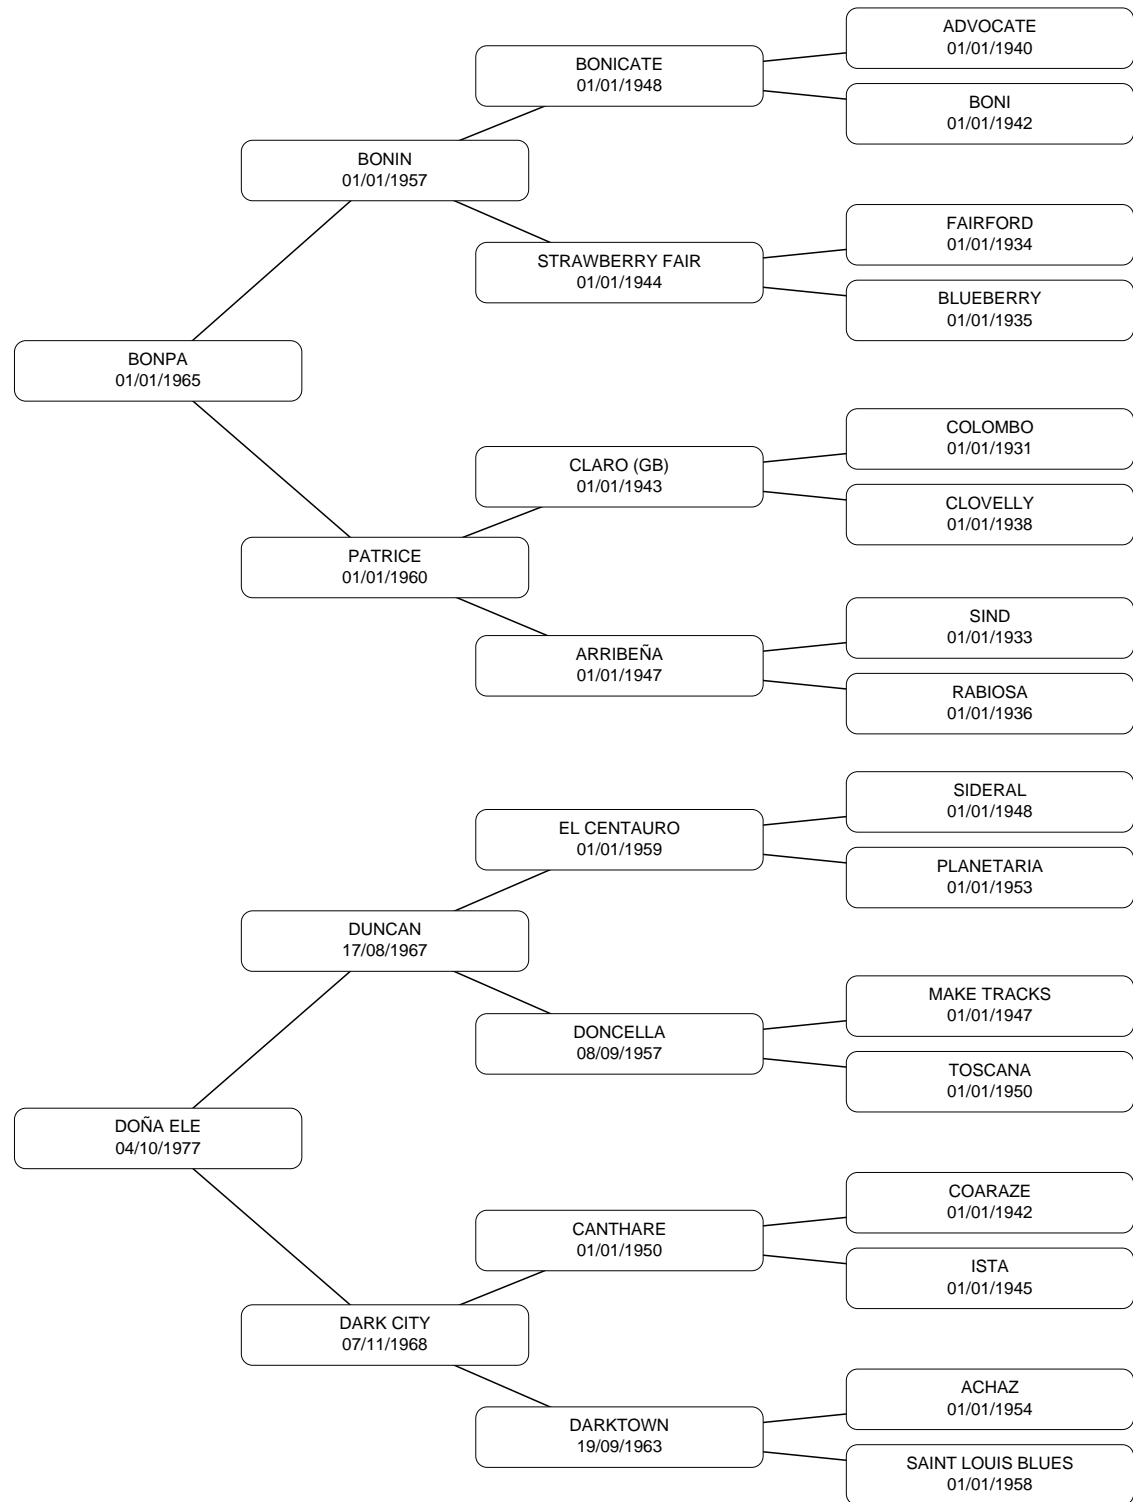 ADVOCATE
01/01/1940
BONICATE
01/01/1948
BONI
01/01/1942
BONIN
01/01/1957
FAIRFORD
01/01/1934
STRAWBERRY FAIR
01/01/1944
BLUEBERRY
01/01/1935
BONPA
01/01/1965
COLOMBO
01/01/1931
CLARO (GB)
01/01/1943
CLOVELLY
01/01/1938
PATRICE
01/01/1960
SIND
01/01/1933
ARRIBEÑA
01/01/1947
RABIOSA
01/01/1936
SIDERAL
01/01/1948
EL CENTAURO
01/01/1959
PLANETARIA
01/01/1953
DUNCAN
17/08/1967
MAKE TRACKS
01/01/1947
DONCELLA
08/09/1957
TOSCANA
01/01/1950
DOÑA ELE
04/10/1977
COARAZE
01/01/1942
CANTHARE
01/01/1950
ISTA
01/01/1945
DARK CITY
07/11/1968
ACHAZ
01/01/1954
DARKTOWN
19/09/1963
SAINT LOUIS BLUES
01/01/1958